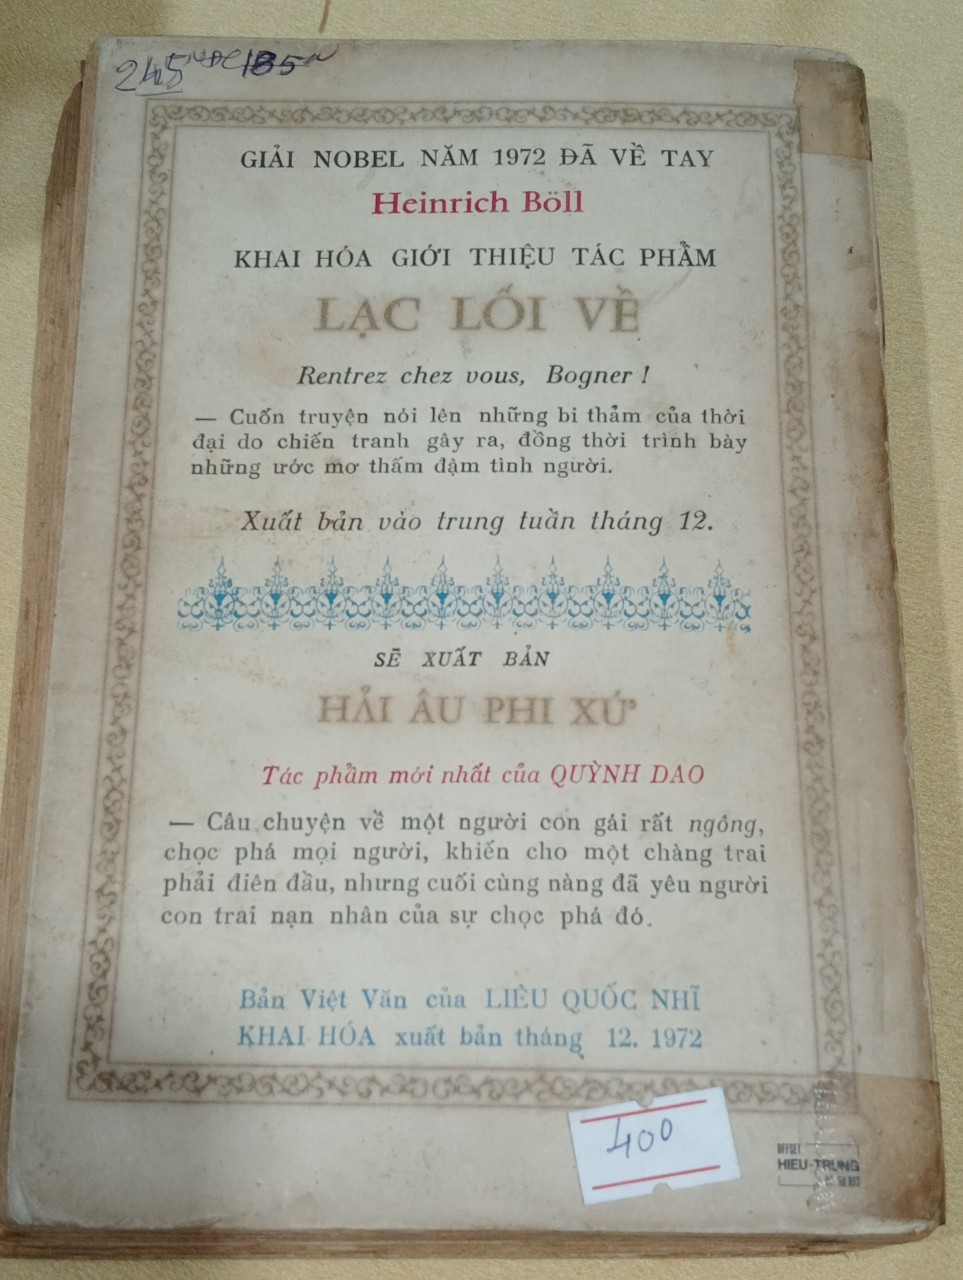 245
185
GIẢI NOBEL NĂM 1972 ĐÃ VỀ TAY
Heinrich Böll
KHAI HÓA GIỚI THIỆU TÁC PHẨM
LẠC LỐI VỀ
Rentrez chez vous, Bogner !
— Cuốn truyện nói lên những bi thảm của thời
đại do chiến tranh gây ra, đồng thời trình bày
những ước mơ thấm đậm tình người.
Xuất bản vào trung tuần tháng 12.
SẼ XUẤT BẢN
HẢI ÂU PHI XỨ
Tác phẩm mới nhất của QUỲNH DAO
— Câu chuyện về một người con gái rất ngông,
chọc phá mọi người, khiến cho một chàng trai
phải điên đầu, nhưng cuối cùng nàng đã yêu người
con trai nạn nhân của sự chọc phá đó.
Bản Việt Văn của LIÊU QUỐC NHĨ
KHAI HÓA xuất bản tháng 12. 1972
400
OFFSET
HIEU-TRUNG